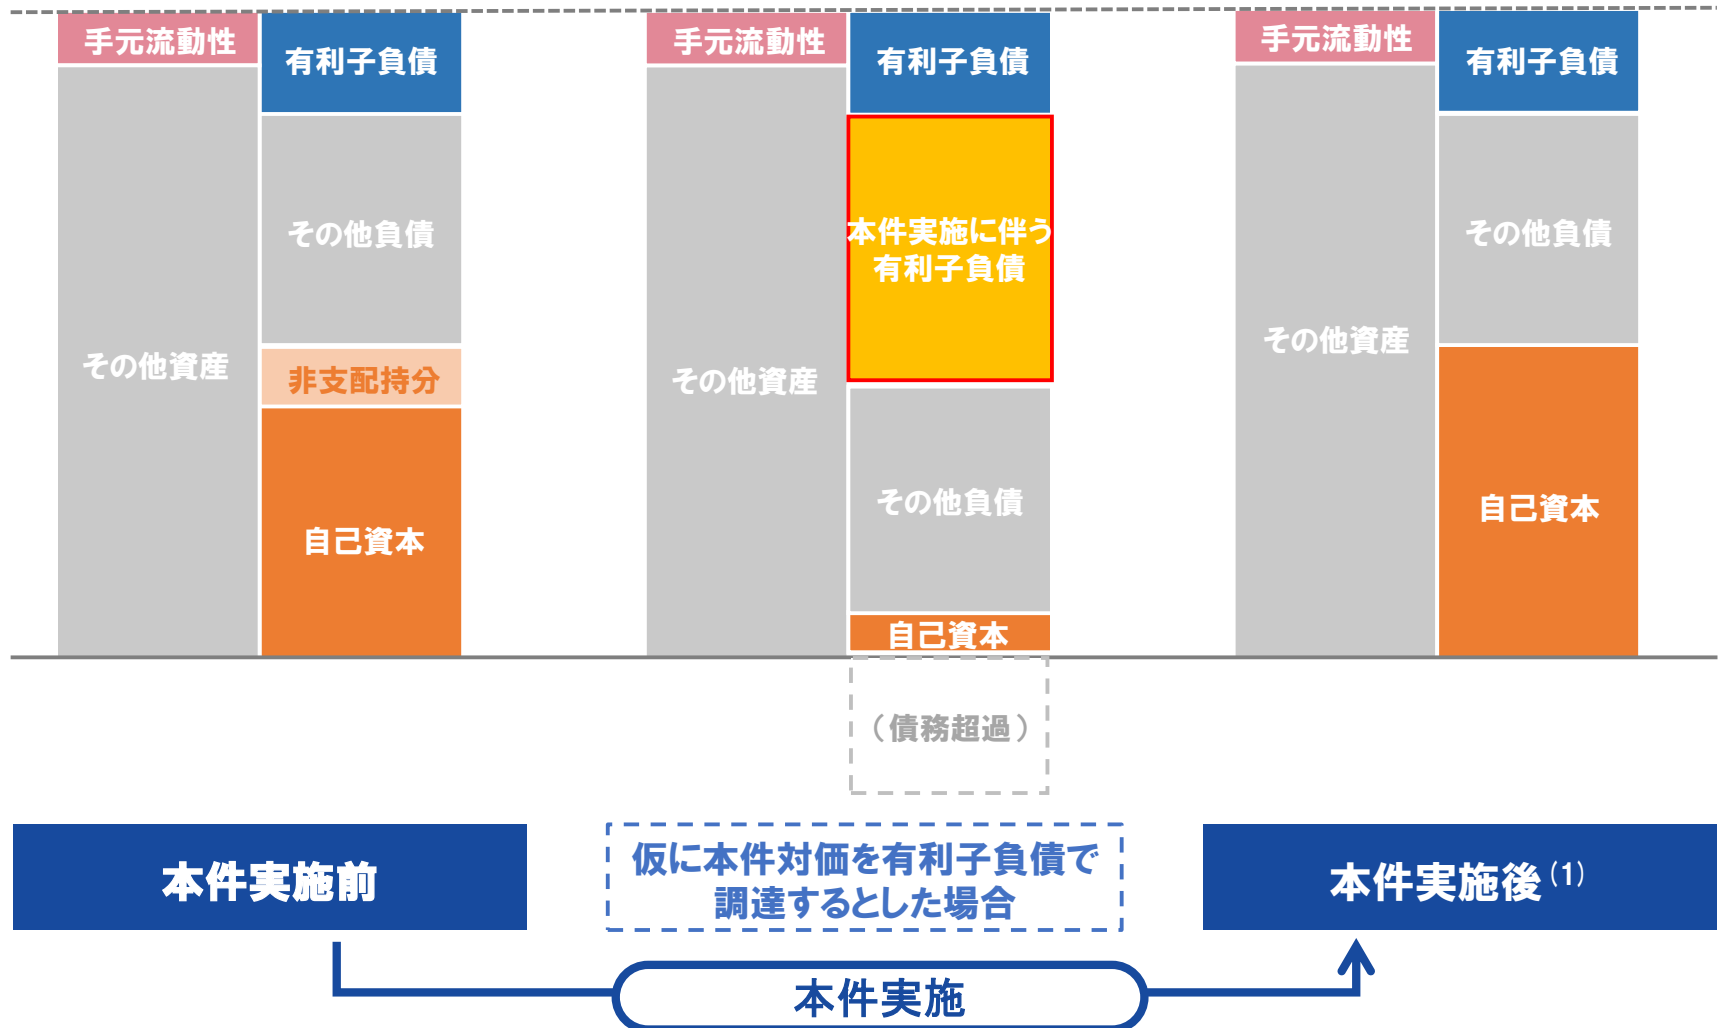 手元流動性
有利子負債
その他負債
その他資産
非支配持分
自己資本
手元流動性
有利子負債
本件実施に伴う
有利子負債
その他資産
その他負債
自己資本
（債務超過）
手元流動性
有利子負債
その他負債
その他資産
自己資本
本件実施前
仮に本件対価を有利子負債で
調達するとした場合
本件実施後(1)
本件実施